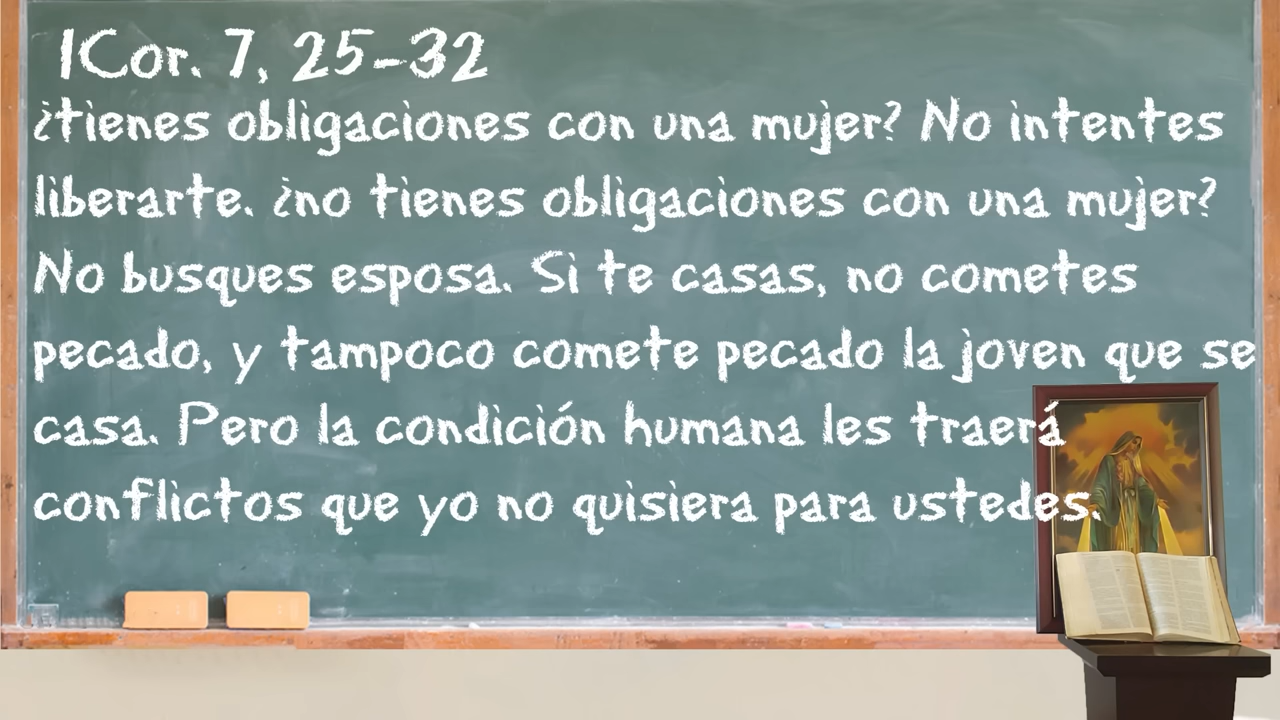 1Cor. 7, 25-32
¿tienes obligaciones con una mujer? No intentes
liberarte. ¿no tienes obligaciones con una mujer?
No busques esposa. Si te casas, no cometes
pecado, y tampoco comete pecado la joven que se
casa. Pero la condición humana les traerá
conflictos que yo no quisiera para ustedes.